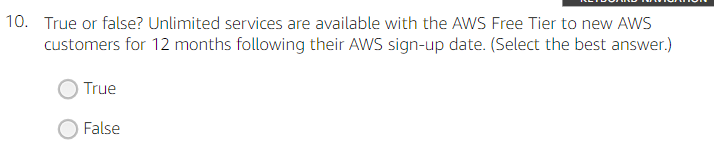 10. True or false? Unlimited services are available with the AWS Free Tier to new AWS
customers for 12 months following their AWS sign-up date. (Select the best answer.)
True
False